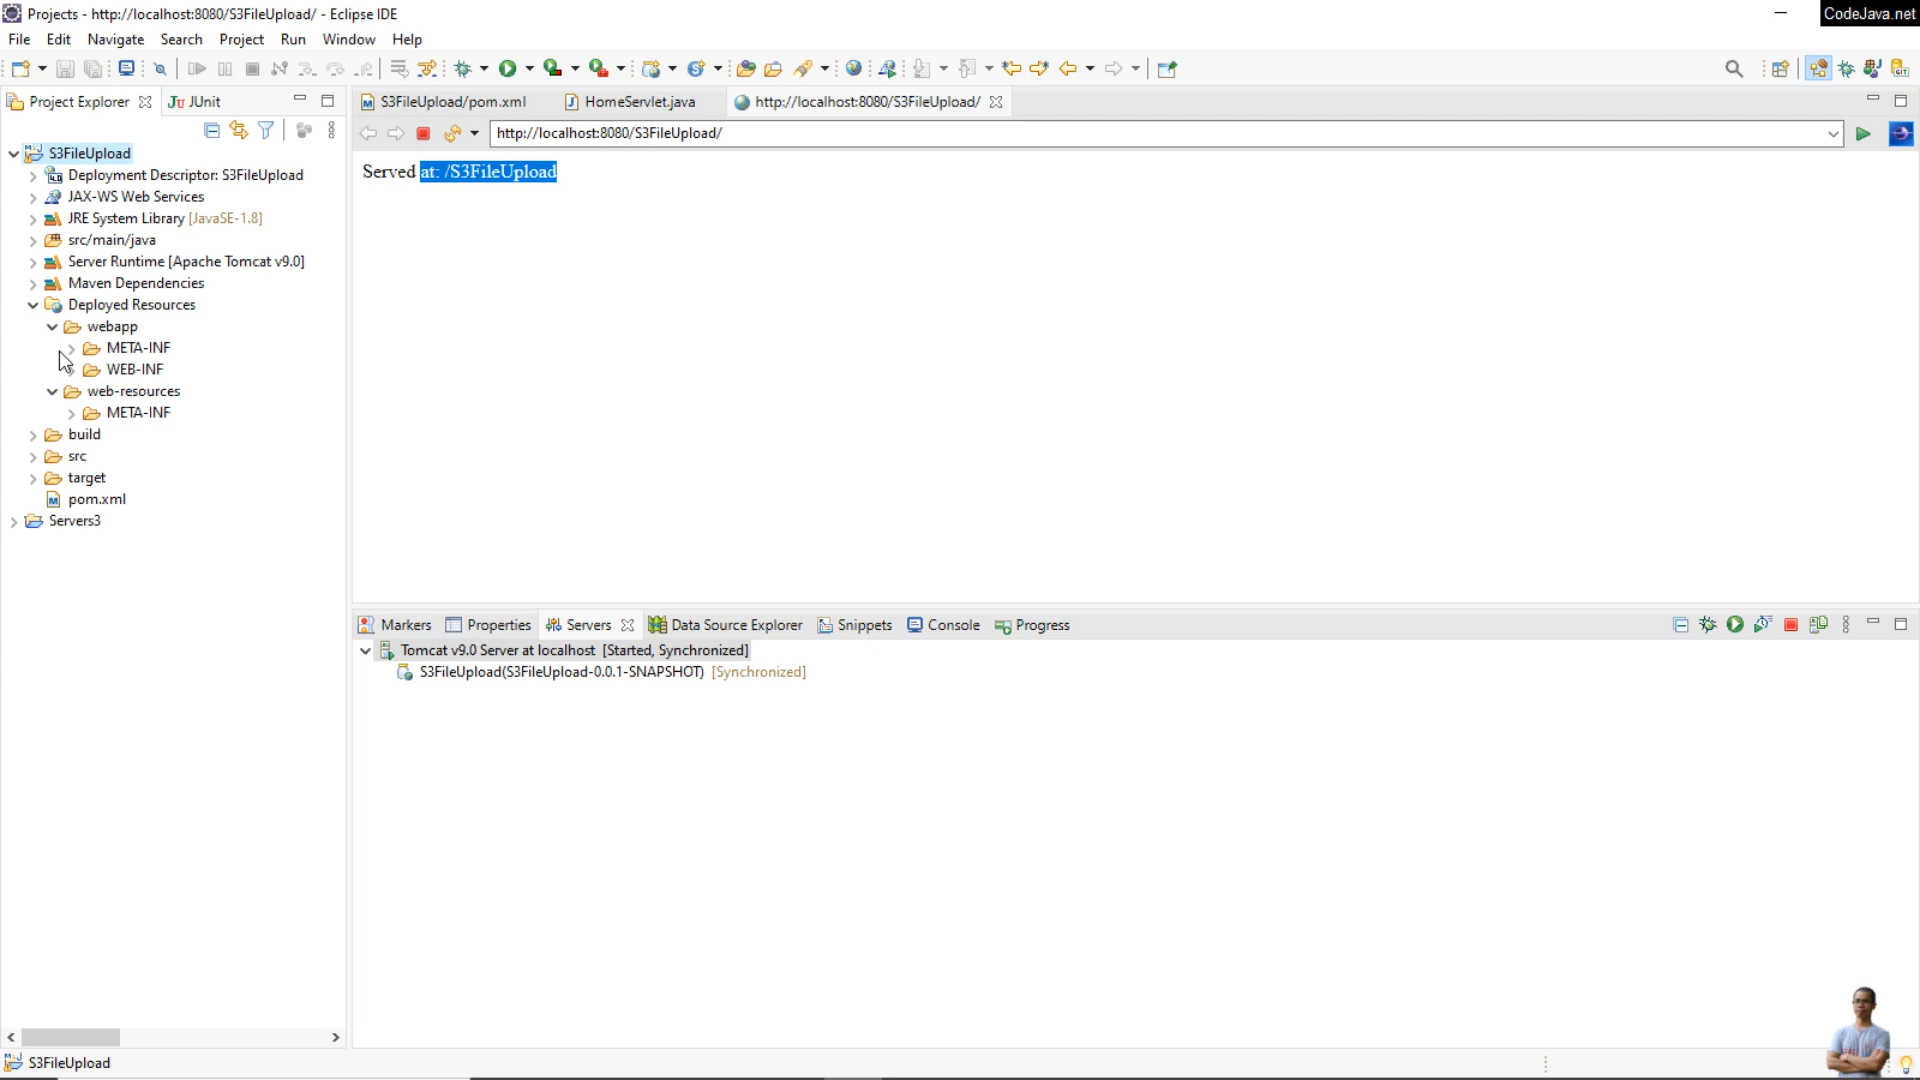 Projects - http://localhost:8080/S3FileUpload/ - Eclipse IDE
CodeJava.net
File Edit Navigate Search Project Run Window Help
Project Explorer
JUnit
S3FileUpload/pom.xml
HomeServlet.java
http://localhost:8080/S3FileUpload/
http://localhost:8080/S3FileUpload/
Served at: /S3FileUpload
S3FileUpload
Deployment Descriptor: S3FileUpload
JAX-WS Web Services
JRE System Library [JavaSE-1.8]
src/main/java
Server Runtime [Apache Tomcat v9.0]
Maven Dependencies
Deployed Resources
webapp
META-INF
WEB-INF
web-resources
META-INF
build
src
target
pom.xml
Servers3
Markers Properties Servers Data Source Explorer Snippets Console Progress
Tomcat v9.0 Server at localhost [Started, Synchronized]
S3FileUpload(S3FileUpload-0.0.1-SNAPSHOT) [Synchronized]
S3FileUpload